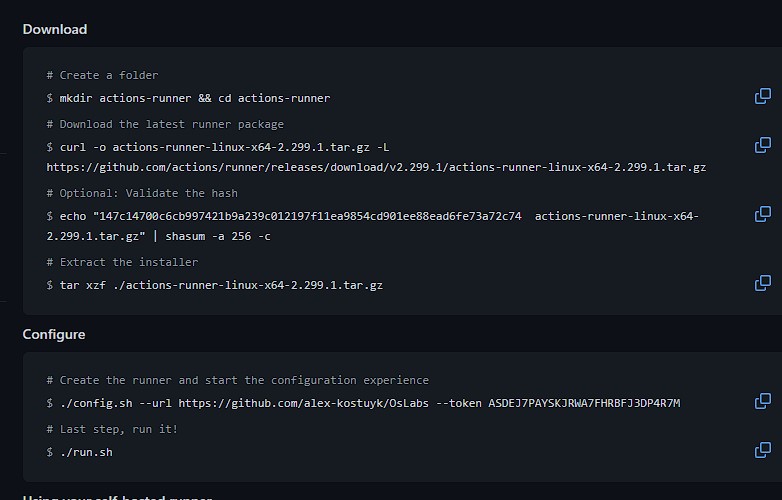 Download
# Create a folder
$ mkdir actions-runner && cd actions-runner
# Download the latest runner package
$ curl -o actions-runner-linux-x64-2.299.1.tar.gz -L
https://github.com/actions/runner/releases/download/v2.299.1/actions-runner-linux-x64-2.299.1.tar.gz
# Optional: Validate the hash
$ echo "147c14700c6cb997421b9a239c012197f11ea9854cd901ee88ead6fe73a72c74  actions-runner-linux-x64-
2.299.1.tar.gz" | shasum -a 256 -c
# Extract the installer
$ tar xzf ./actions-runner-linux-x64-2.299.1.tar.gz
Configure
# Create the runner and start the configuration experience
$ ./config.sh --url https://github.com/alex-kostuyk/OsLabs --token ASDEJ7PAYSKJRWA7FHRBFJ3DP4R7M
# Last step, run it!
$ ./run.sh
Using your self-hosted runner